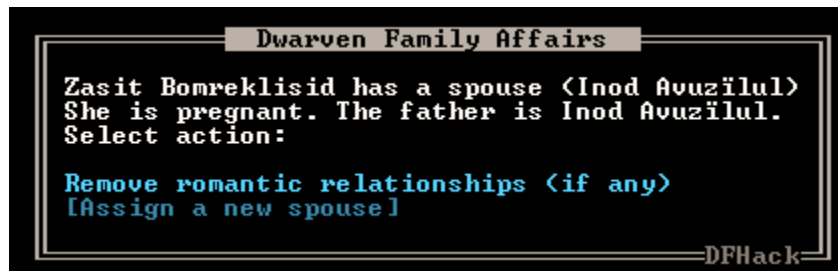 Dwarven Family Affairs
Zasit Bomreklisid has a spouse (Inod Avuzïlul)
She is pregnant. The father is Inod Avuzïlul.
Select action:
Remove romantic relationships (if any)
[Assign a new spouse]
DFHack